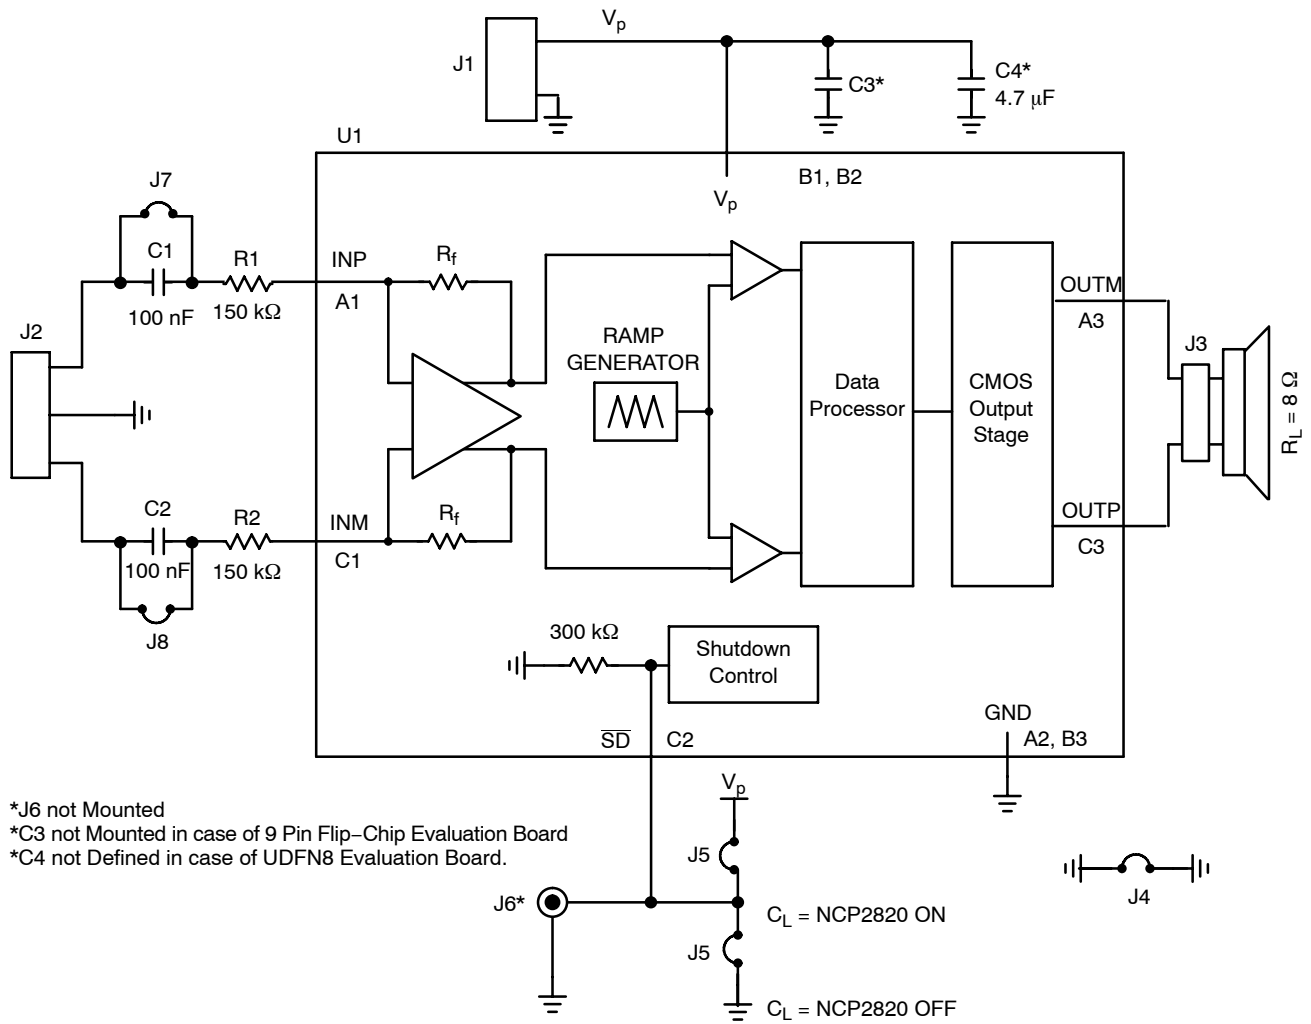 V_p
J1
C3*
C4*
4.7 μF
U1
B1, B2
V_p
J7
C1
100 nF
R1
150 kΩ
INP
A1
R_f
J2
RAMP
GENERATOR
Data
Processor
CMOS
Output
Stage
OUTM
A3
J3
R_L = 8 Ω
C2
100 nF
J8
R2
150 kΩ
INM
C1
R_f
OUTP
C3
300 kΩ
Shutdown
Control
S̅D̅
C2
GND
A2, B3
V_p
*J6 not Mounted
*C3 not Mounted in case of 9 Pin Flip−Chip Evaluation Board
*C4 not Defined in case of UDFN8 Evaluation Board.
J5
J4
J6*
C_L = NCP2820 ON
J5
C_L = NCP2820 OFF